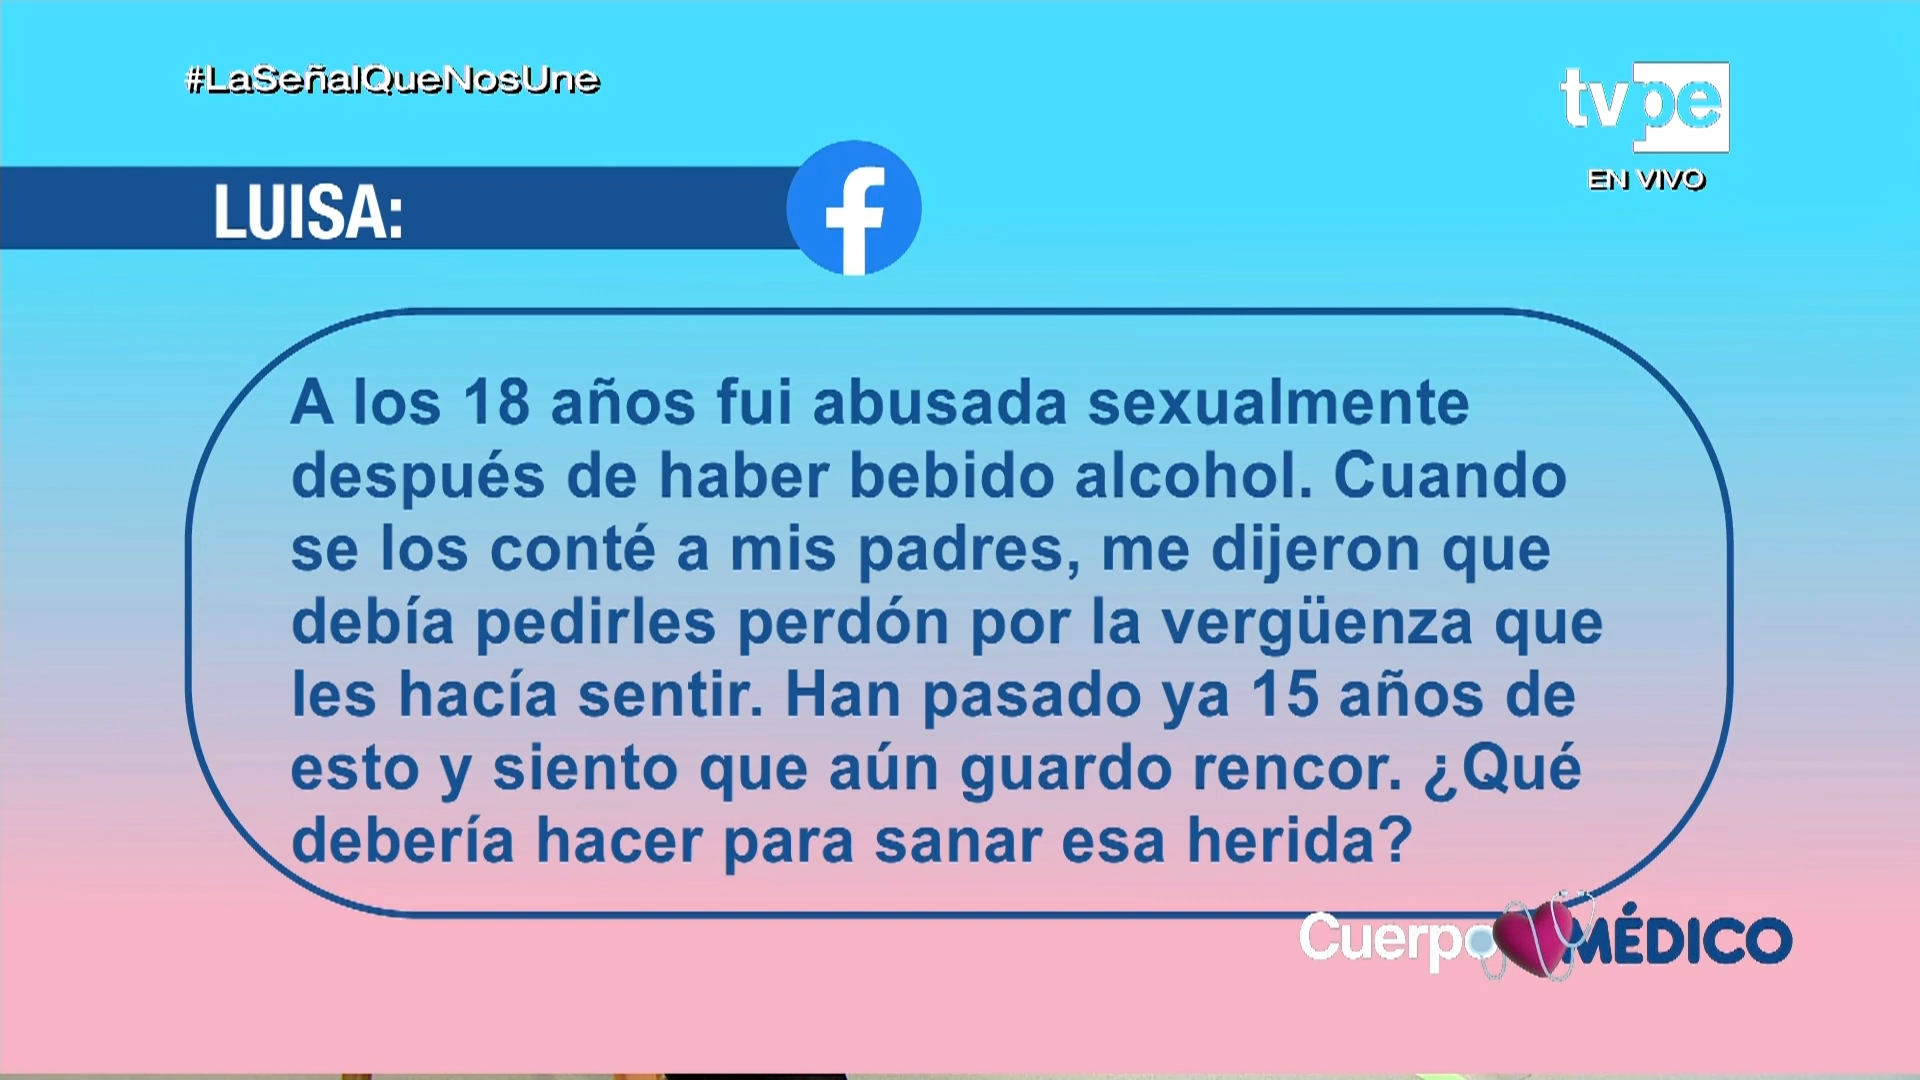 #LaSeñalQueNosUne
tvpe
EN VIVO
LUISA:
A los 18 años fui abusada sexualmente
después de haber bebido alcohol. Cuando
se los conté a mis padres, me dijeron que
debía pedirles perdón por la vergüenza que
les hacía sentir. Han pasado ya 15 años de
esto y siento que aún guardo rencor. ¿Qué
debería hacer para sanar esa herida?
Cuerpo MÉDICO